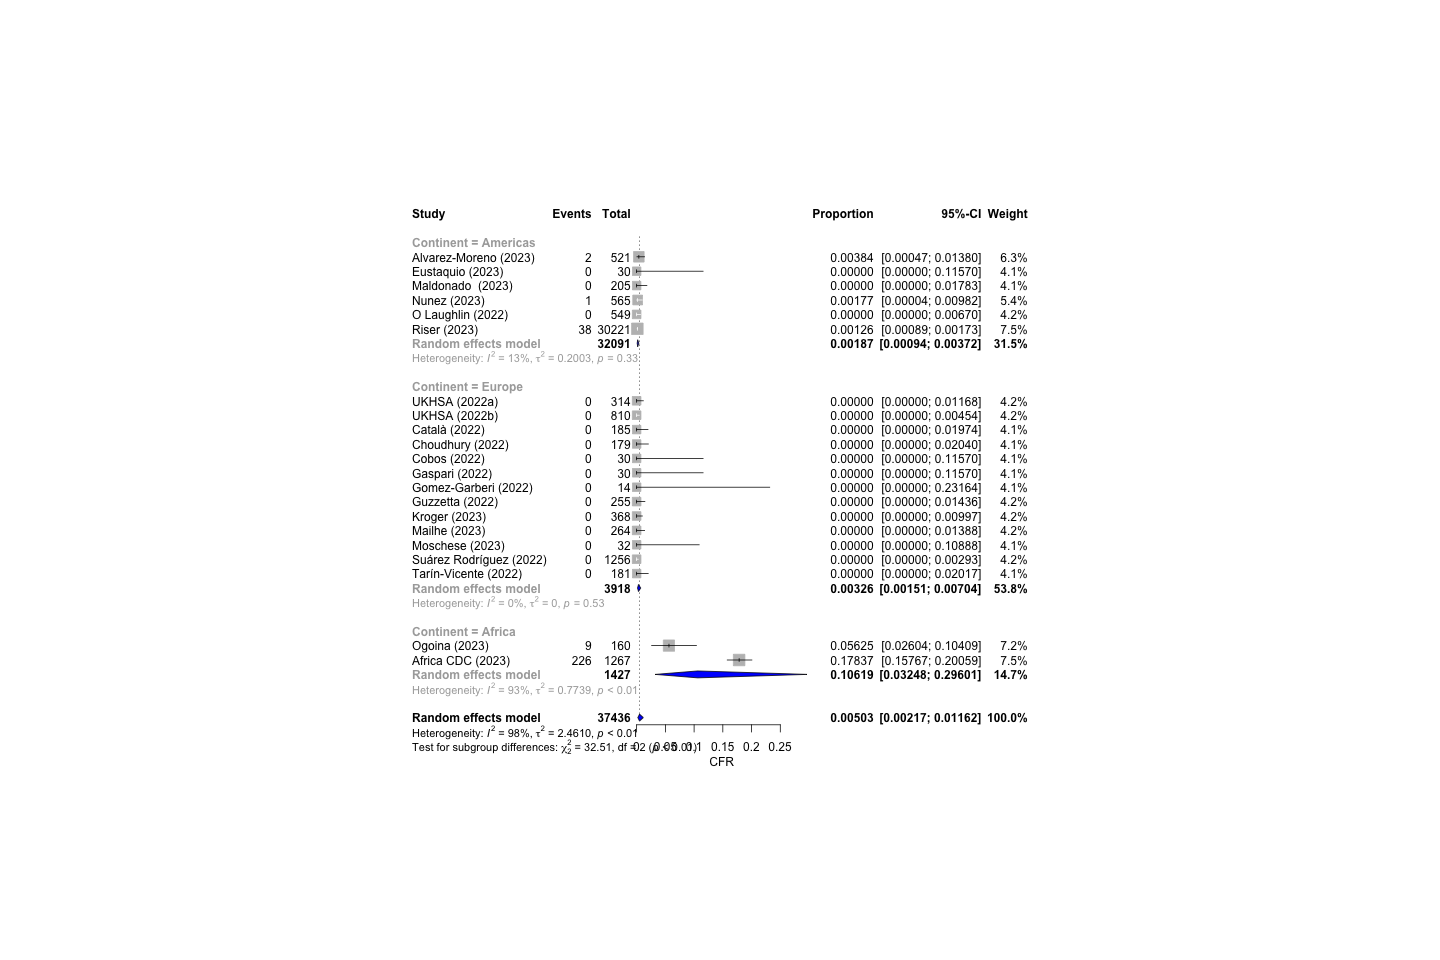 Study Events Total Proportion 95%-CI Weight
Continent = Americas
Alvarez-Moreno (2023) 2 521 0.00384 [0.00047; 0.01380] 6.3%
Eustaquio (2023) 0 30 0.00000 [0.00000; 0.11570] 4.1%
Maldonado (2023) 0 205 0.00000 [0.00000; 0.01783] 4.1%
Nunez (2023) 1 565 0.00177 [0.00004; 0.00982] 5.4%
O Laughlin (2022) 0 549 0.00000 [0.00000; 0.00670] 4.2%
Riser (2023) 38 30221 0.00126 [0.00089; 0.00173] 7.5%
Random effects model 32091 0.00187 [0.00094; 0.00372] 31.5%
Heterogeneity: I² = 13%, τ² = 0.2003, p = 0.33
Continent = Europe
UKHSA (2022a) 0 314 0.00000 [0.00000; 0.01168] 4.2%
UKHSA (2022b) 0 810 0.00000 [0.00000; 0.00454] 4.2%
Català (2022) 0 185 0.00000 [0.00000; 0.01974] 4.1%
Choudhury (2022) 0 179 0.00000 [0.00000; 0.02040] 4.1%
Cobos (2022) 0 30 0.00000 [0.00000; 0.11570] 4.1%
Gaspari (2022) 0 30 0.00000 [0.00000; 0.11570] 4.1%
Gomez-Garberi (2022) 0 14 0.00000 [0.00000; 0.23164] 4.1%
Guzzetta (2022) 0 255 0.00000 [0.00000; 0.01436] 4.2%
Kroger (2023) 0 368 0.00000 [0.00000; 0.00997] 4.2%
Mailhe (2023) 0 264 0.00000 [0.00000; 0.01388] 4.2%
Moschese (2023) 0 32 0.00000 [0.00000; 0.10888] 4.1%
Suárez Rodríguez (2022) 0 1256 0.00000 [0.00000; 0.00293] 4.2%
Tarín-Vicente (2022) 0 181 0.00000 [0.00000; 0.02017] 4.1%
Random effects model 3918 0.00326 [0.00151; 0.00704] 53.8%
Heterogeneity: I² = 0%, τ² = 0, p = 0.53
Continent = Africa
Ogoina (2023) 9 160 0.05625 [0.02604; 0.10409] 7.2%
Africa CDC (2023) 226 1267 0.17837 [0.15767; 0.20059] 7.5%
Random effects model 1427 0.10619 [0.03248; 0.29601] 14.7%
Heterogeneity: I² = 93%, τ² = 0.7739, p < 0.01
Random effects model 37436 0.00503 [0.00217; 0.01162] 100.0%
Heterogeneity: I² = 98%, τ² = 2.4610, p < 0.01
Test for subgroup differences: χ²₂ = 32.51, df = 2 (p < 0.01)
0 0.05 0.1 0.15 0.2 0.25
CFR